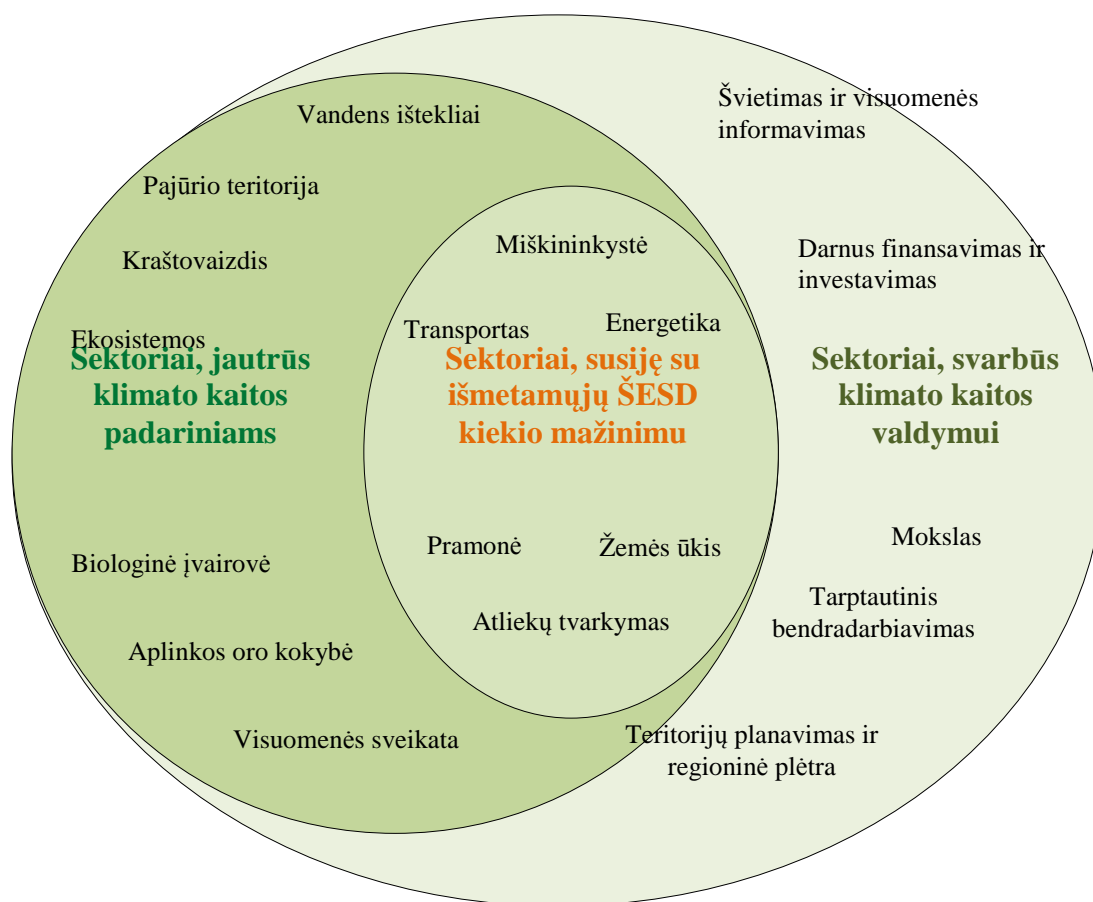 Vandens ištekliai
Švietimas ir visuomenės
informavimas
Pajūrio teritorija
Kraštovaizdis
Miškininkystė
Darnus finansavimas ir
investavimas
Ekosistemos
Transportas
Energetika
Sektoriai, jautrūs
klimato kaitos
padariniams
Sektoriai, susiję su
išmetamųjų ŠESD
kiekio mažinimu
Sektoriai, svarbūs
klimato kaitos
valdymui
Biologinė įvairovė
Pramonė
Žemės ūkis
Mokslas
Atliekų tvarkymas
Tarptautinis
bendradarbiavimas
Aplinkos oro kokybė
Visuomenės sveikata
Teritorijų planavimas ir
regioninė plėtra